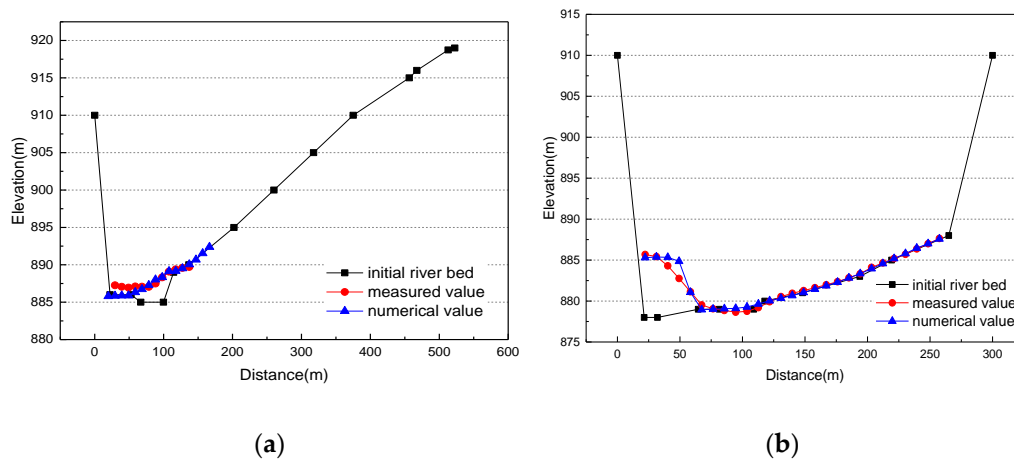 920
915
910
905
900
895
890
885
880
Elevation(m)
initial river bed
measured value
numerical value
0 100 200 300 400 500 600
Distance(m)
(a)
915
910
905
900
895
890
885
880
875
Elevation(m)
initial river bed
measured value
numerical value
0 50 100 150 200 250 300
Distance(m)
(b)